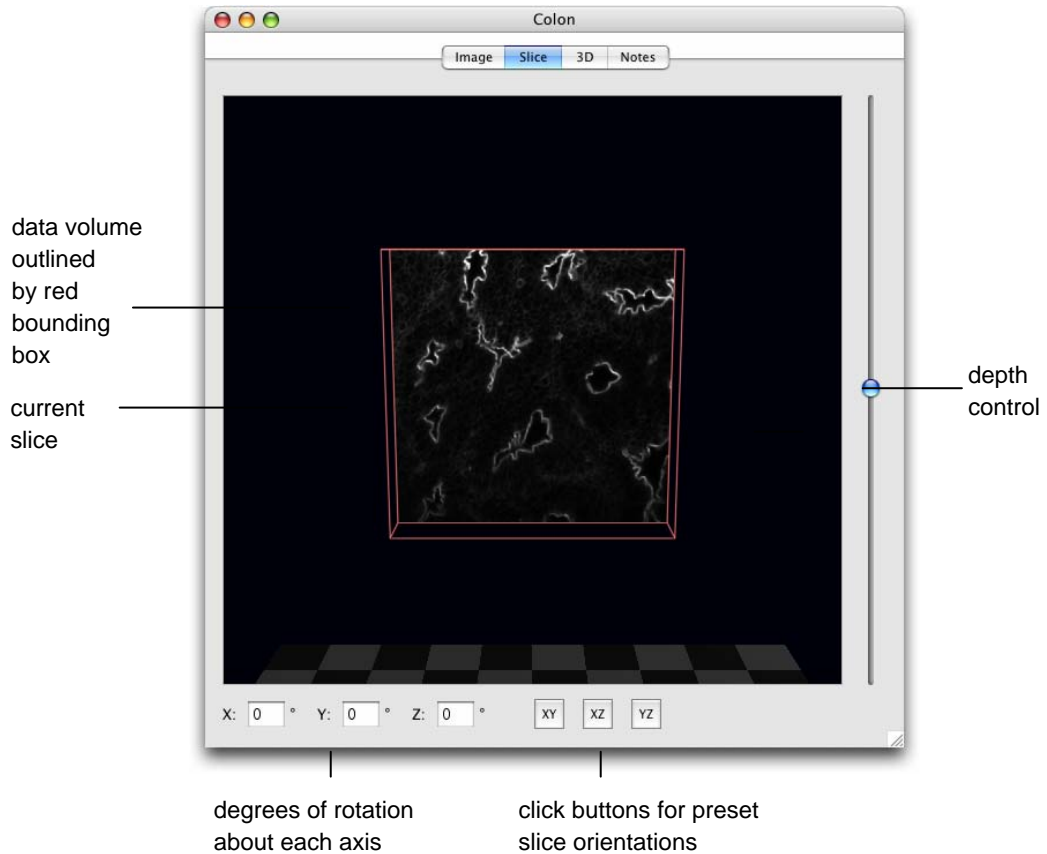 Colon
Image Slice 3D Notes
data volume
outlined
by red
bounding
box
current
slice
depth
control
X: 0 ° Y: 0 ° Z: 0 ° XY XZ YZ
degrees of rotation
about each axis
click buttons for preset
slice orientations